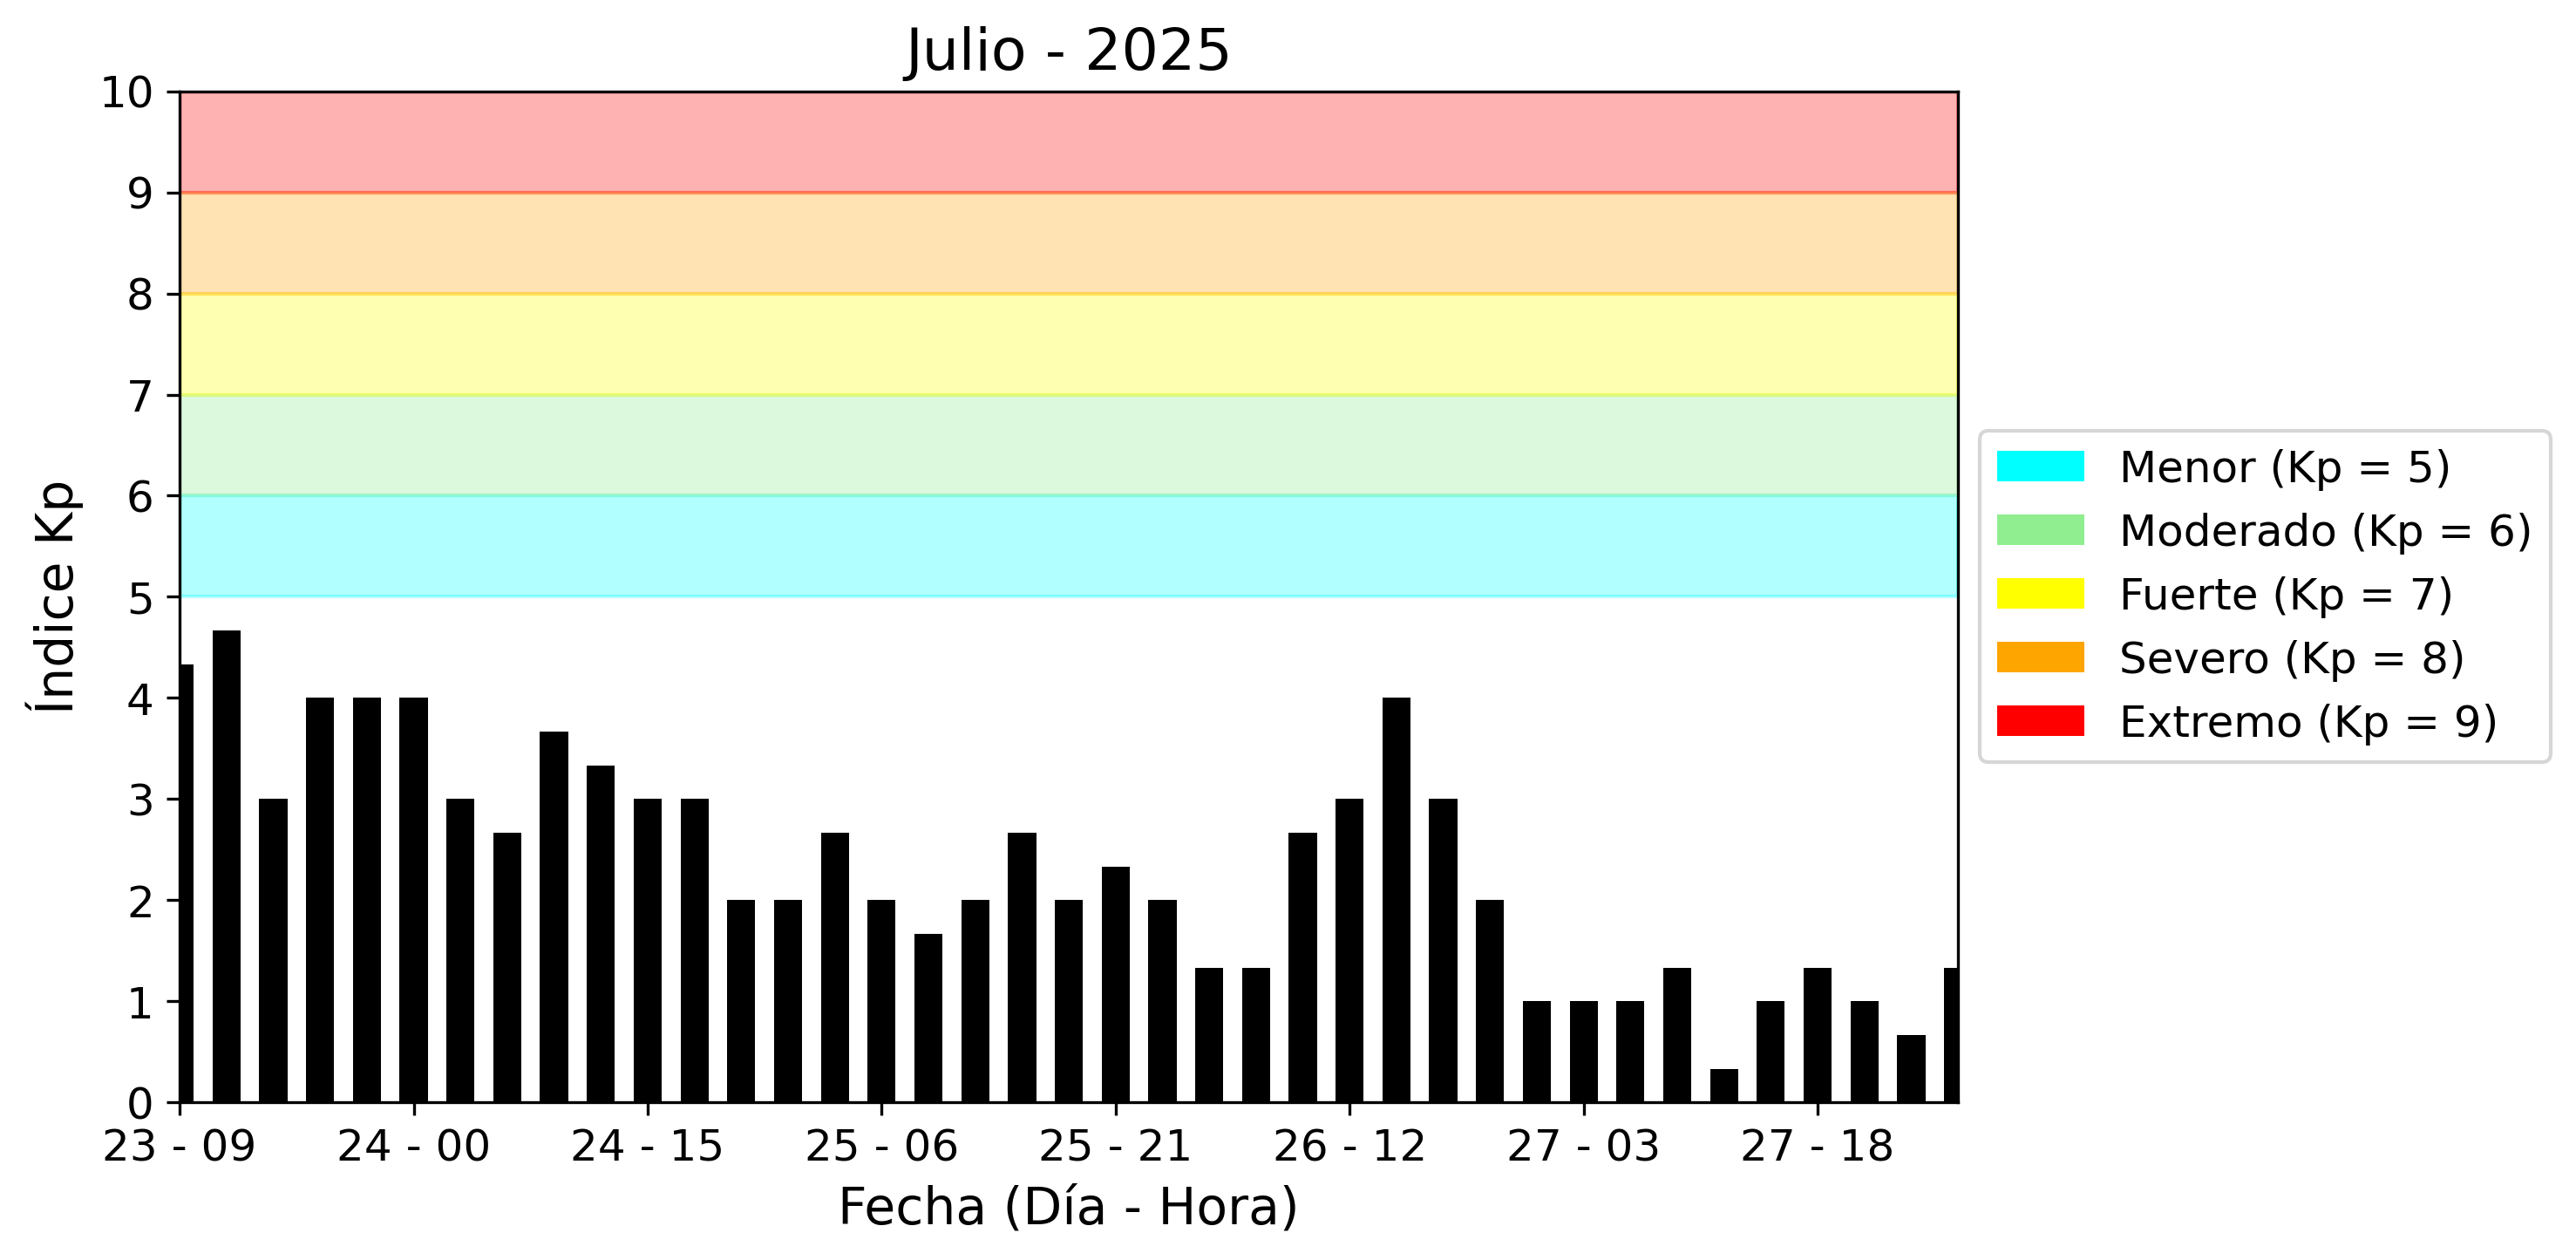 Julio - 2025
10
9
8
7
6
5
4
3
2
1
0
Índice Kp
23 - 09
24 - 00
24 - 15
25 - 06
25 - 21
26 - 12
27 - 03
27 - 18
Fecha (Día - Hora)
Menor (Kp = 5)
Moderado (Kp = 6)
Fuerte (Kp = 7)
Severo (Kp = 8)
Extremo (Kp = 9)